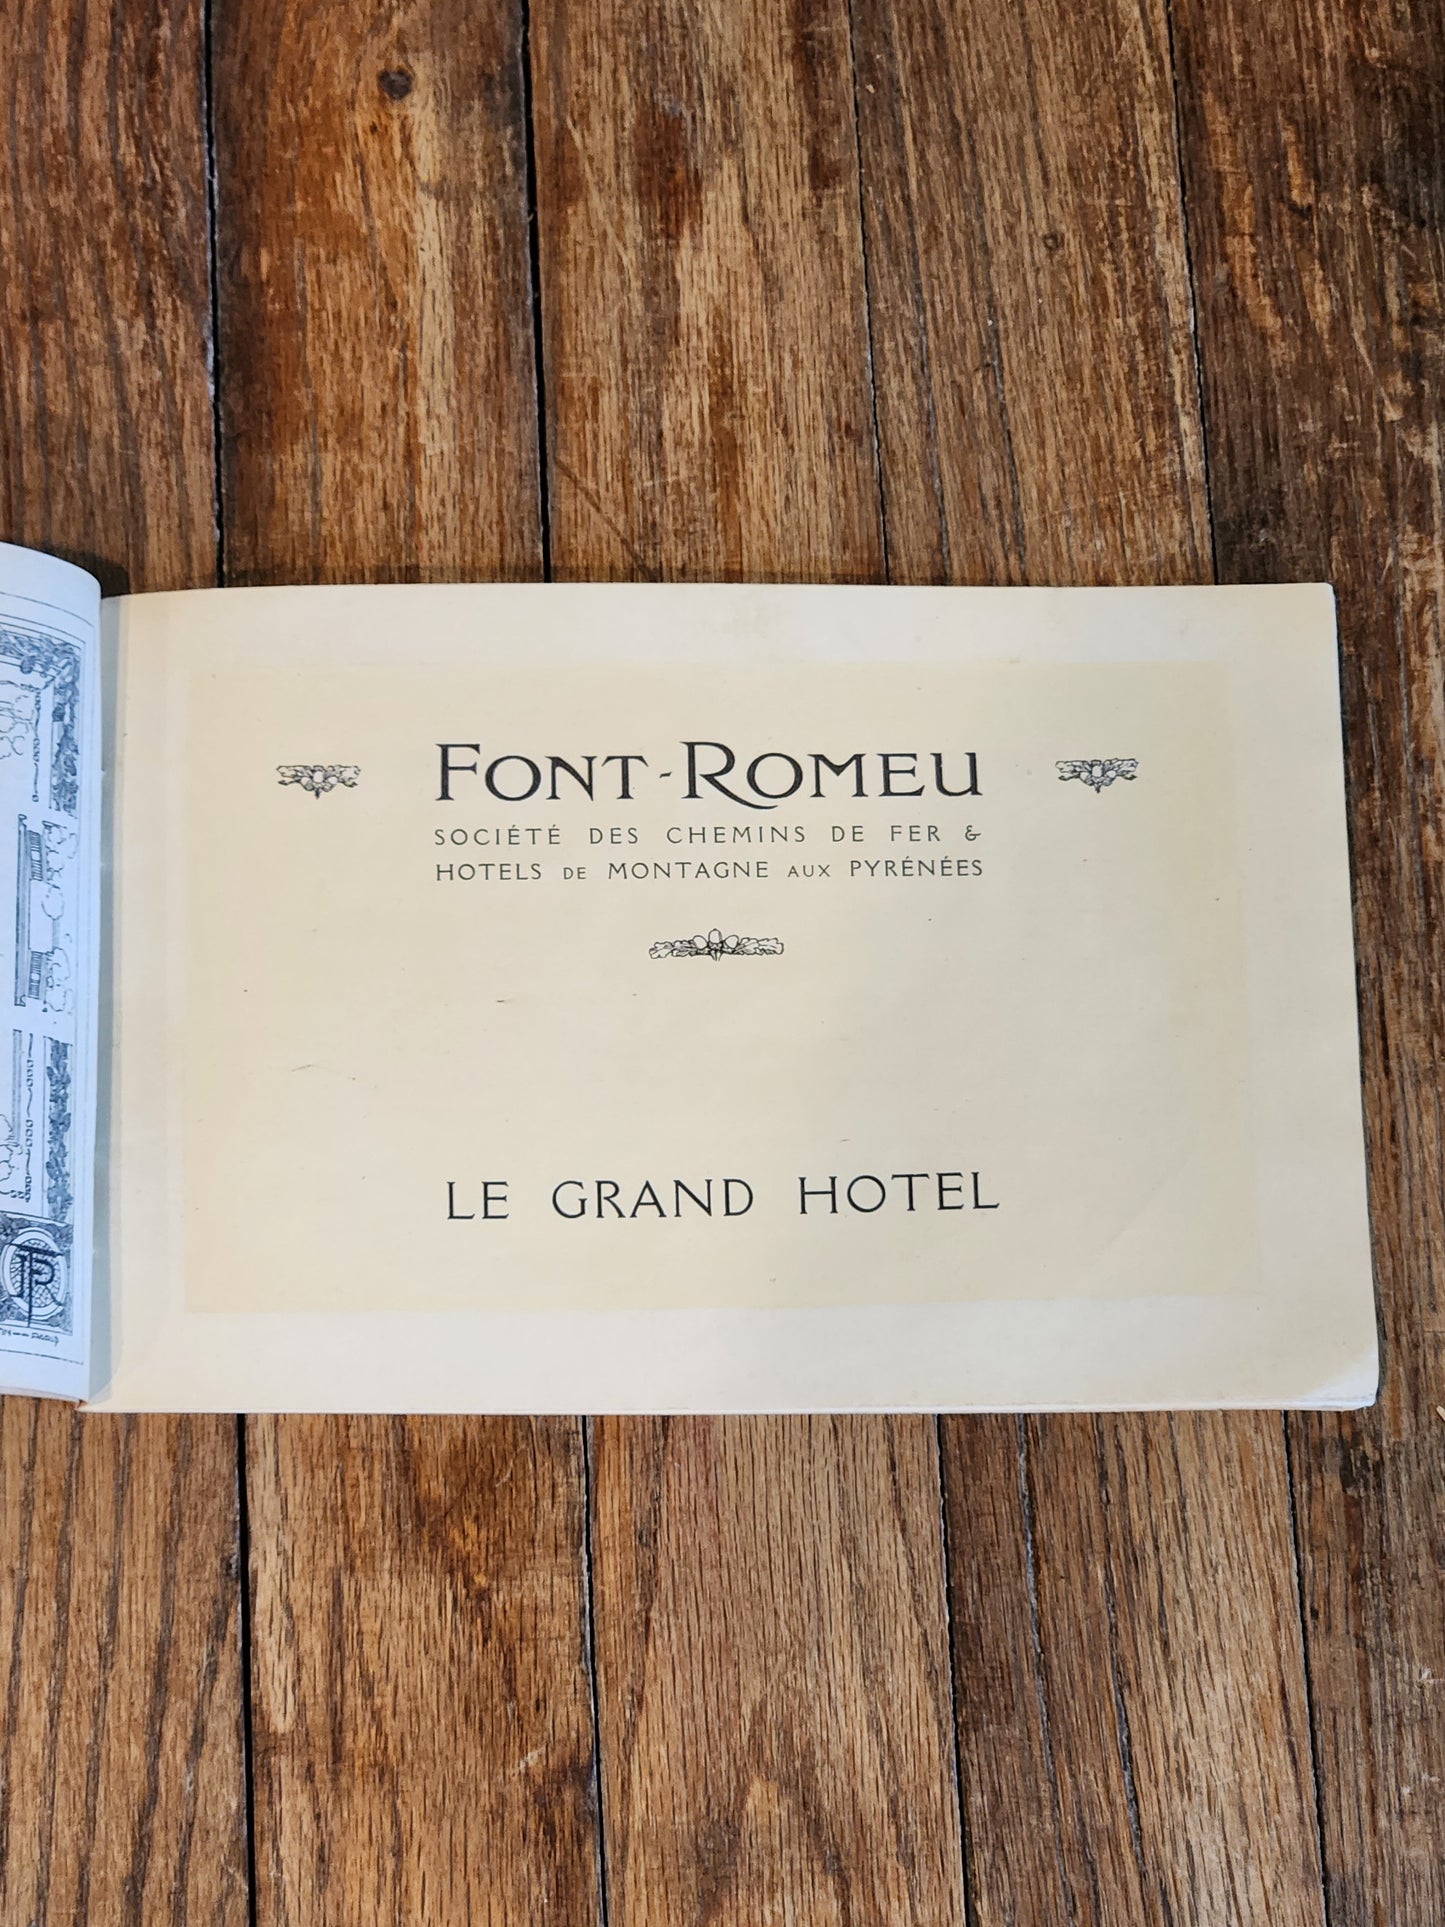 FONT-ROMEU
SOCIÉTÉ DES CHEMINS DE FER &
HOTELS DE MONTAGNE AUX PYRÉNÉES
LE GRAND HOTEL